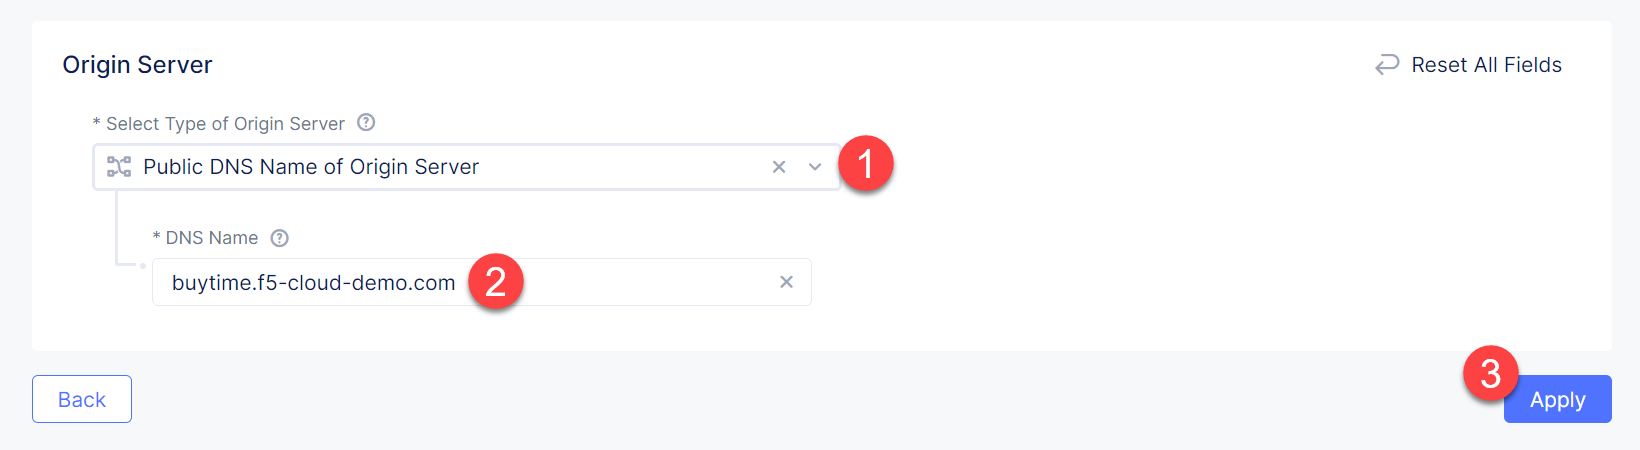 Origin Server
Reset All Fields
* Select Type of Origin Server ?
Public DNS Name of Origin Server
1
* DNS Name ?
buytime.f5-cloud-demo.com
2
Back
3
Apply